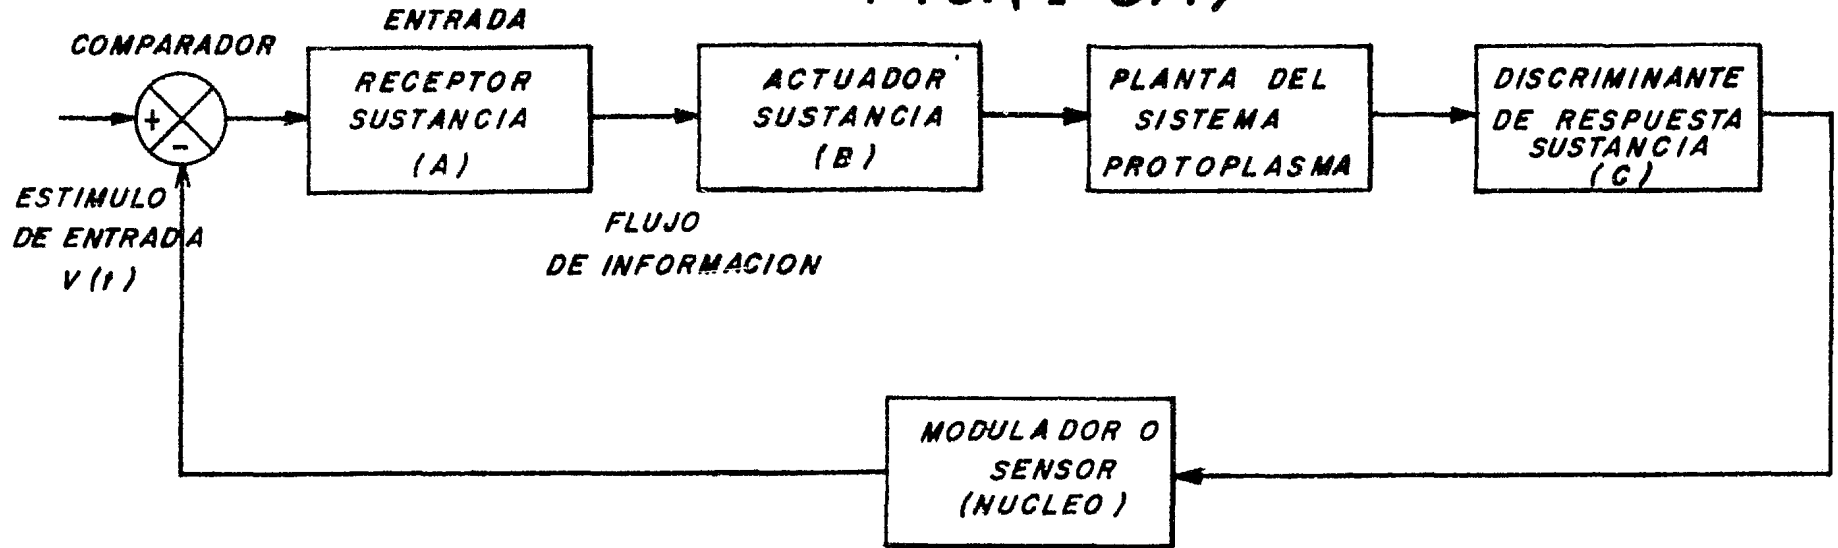 ENTRADA
COMPARADOR
+
-
RECEPTOR
SUSTANCIA
(A)
ACTUADOR
SUSTANCIA
(B)
PLANTA DEL
SISTEMA
PROTOPLASMA
DISCRIMINANTE
DE RESPUESTA
SUSTANCIA
(C)
ESTIMULO
DE ENTRADA
V(t)
FLUJO
DE INFORMACION
MODULADOR O
SENSOR
(NUCLEO)